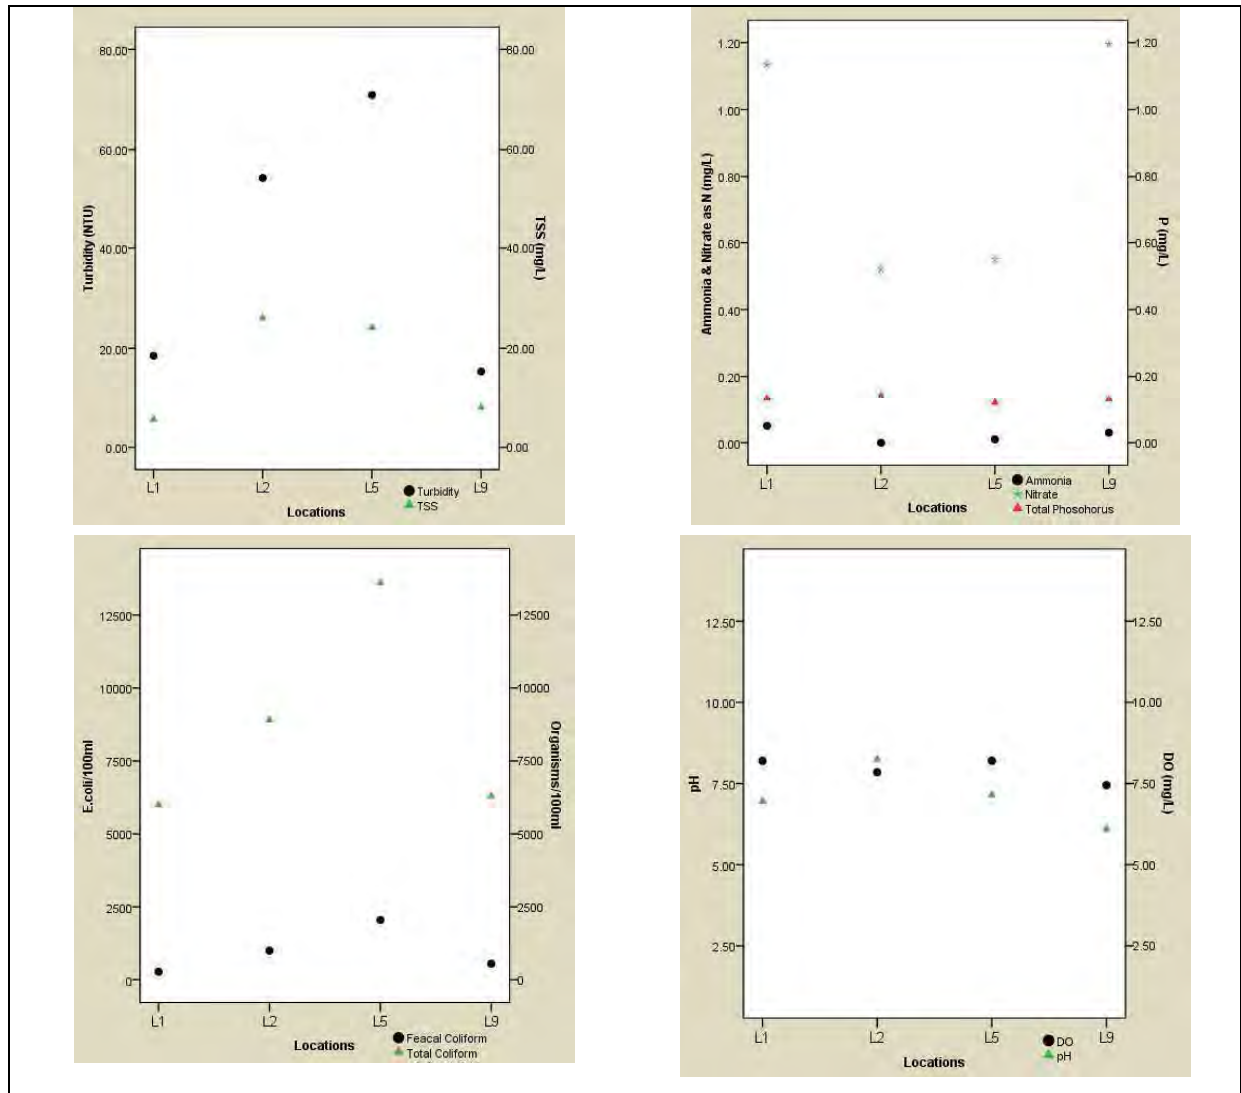 80.00
80.00
60.00
60.00
Turbidity (NTU)
TSS (mg/L)
40.00
40.00
20.00
20.00
0.00
0.00
L1
L2
L5
L9
Turbidity
TSS
Locations
1.20
1.20
1.00
1.00
Ammonia & Nitrate as N (mg/L)
P (mg/L)
0.80
0.80
0.60
0.60
0.40
0.40
0.20
0.20
0.00
0.00
L1
L2
L5
L9
Ammonia
Nitrate
Total Phosohorus
Locations
12500
12500
10000
10000
E.coli/100ml
Organisms/100ml
7500
7500
5000
5000
2500
2500
0
0
L1
L2
L5
L9
Feacal Coliform
Total Coliform
Locations
12.50
12.50
10.00
10.00
pH
DO (mg/L)
7.50
7.50
5.00
5.00
2.50
2.50
L1
L2
L5
L9
DO
pH
Locations